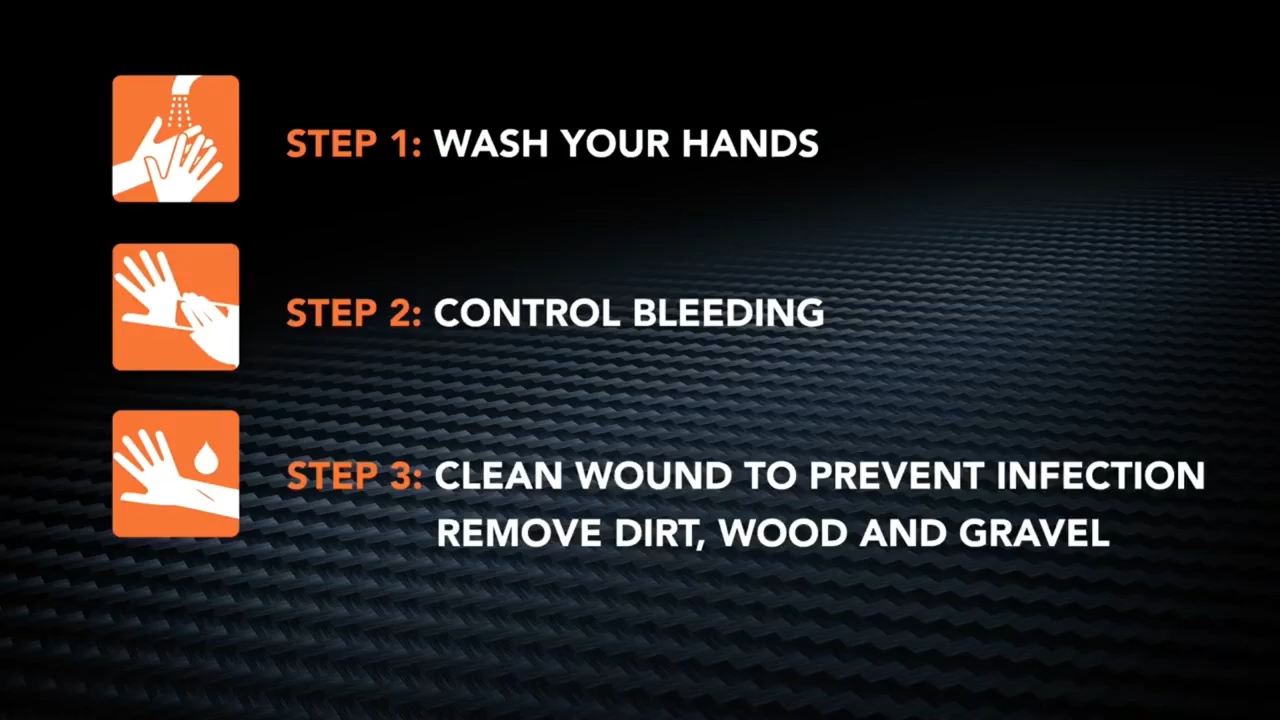 STEP 1: WASH YOUR HANDS
STEP 2: CONTROL BLEEDING
STEP 3: CLEAN WOUND TO PREVENT INFECTION
REMOVE DIRT, WOOD AND GRAVEL